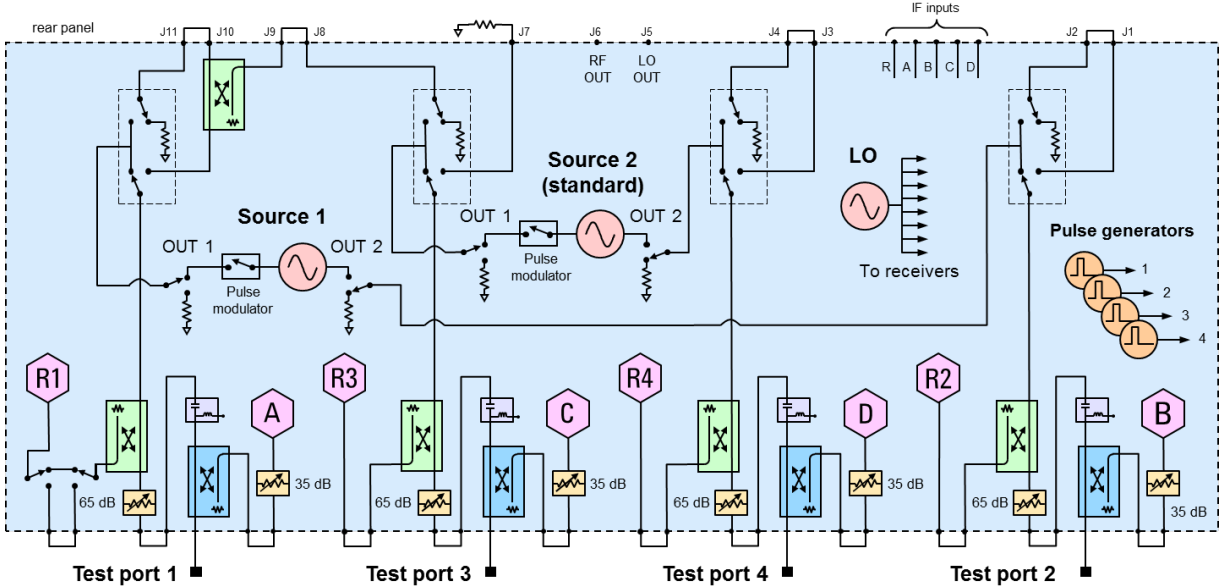 IF inputs
rear panel
J11 J10 J9 J8 J7 J6 J5 J4 J3 J2 J1
RF
OUT
LO
OUT
R A B C D
Source 1
OUT 1
OUT 2
Pulse
modulator
Source 2
(standard)
OUT 1
OUT 2
Pulse
modulator
LO
To receivers
Pulse generators
1
2
3
4
R1
A
R3
C
R4
D
R2
B
65 dB
35 dB
65 dB
35 dB
65 dB
35 dB
65 dB
35 dB
Test port 1
Test port 3
Test port 4
Test port 2